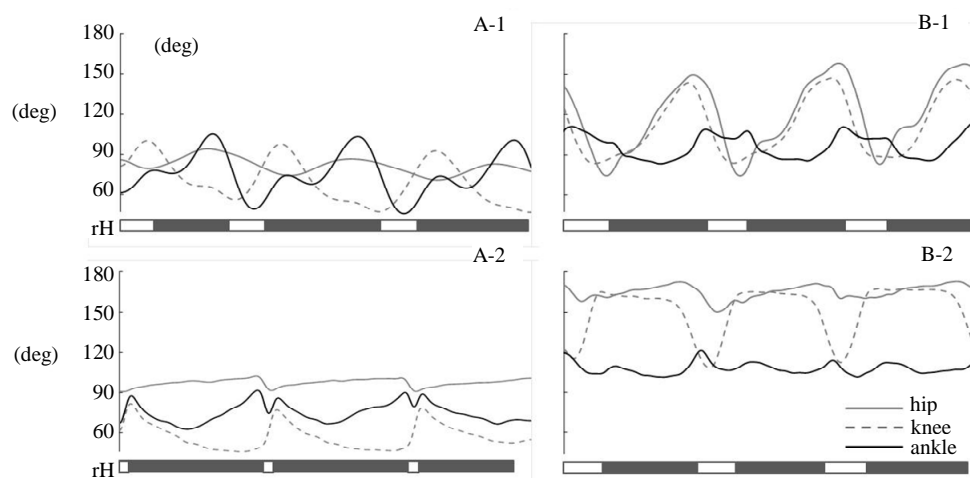 A-1
B-1
180
(deg)
150
(deg)
120
90
60
rH
A-2
B-2
180
150
(deg)
120
90
60
rH
hip
knee
ankle